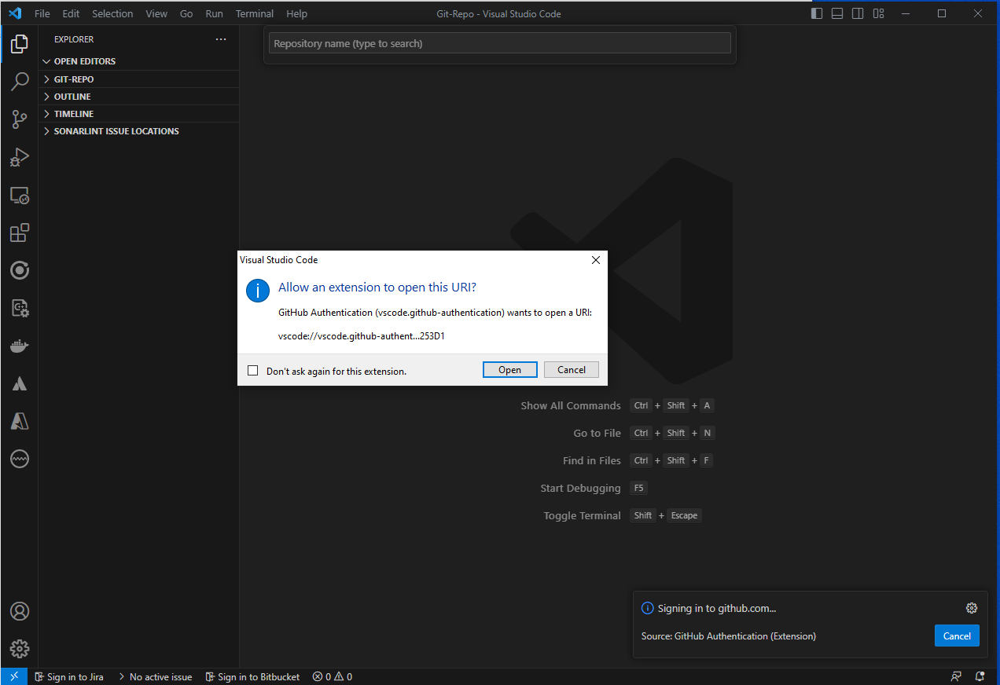 File Edit Selection View Go Run Terminal Help
Git-Repo - Visual Studio Code
EXPLORER
OPEN EDITORS
GIT-REPO
OUTLINE
TIMELINE
SONARLINT ISSUE LOCATIONS
Repository name (type to search)
Visual Studio Code
Allow an extension to open this URI?
GitHub Authentication (vscode.github-authentication) wants to open a URI:
vscode://vscode.github-authent...253D1
Don't ask again for this extension.
Open
Cancel
Show All Commands Ctrl + Shift + A
Go to File Ctrl + Shift + N
Find in Files Ctrl + Shift + F
Start Debugging F5
Toggle Terminal Shift + Escape
Signing in to github.com...
Source: GitHub Authentication (Extension)
Cancel
Sign in to Jira No active issue Sign in to Bitbucket 0 0